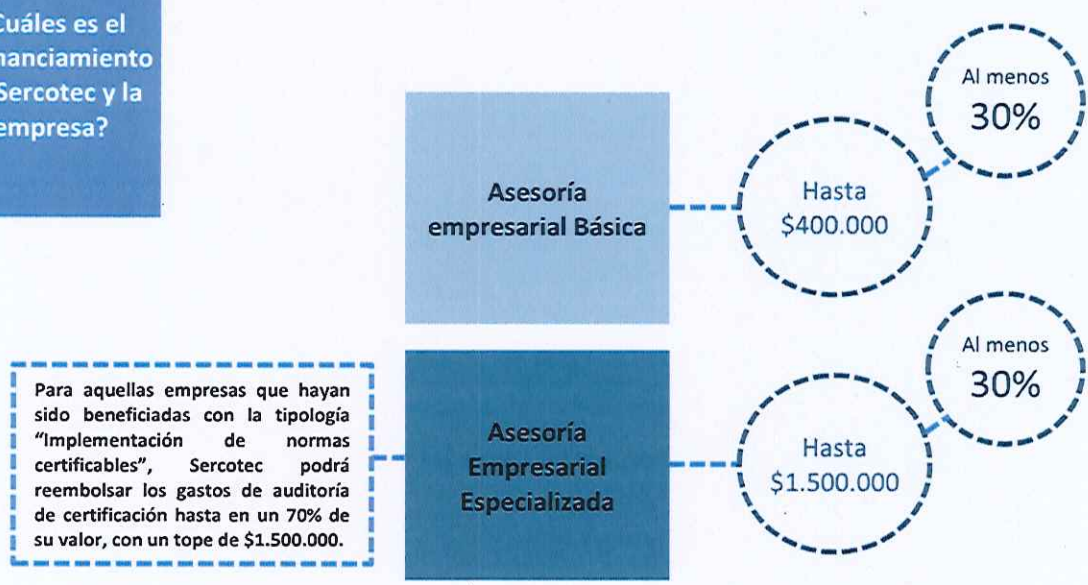 Cuáles es el
nanciamiento
Sercotec y la
empresa?
Asesoría
empresarial Básica
Hasta
$400.000
Al menos
30%
Para aquellas empresas que hayan
sido beneficiadas con la tipología
"Implementación de normas
certificables", Sercotec podrá
reembolsar los gastos de auditoría
de certificación hasta en un 70% de
su valor, con un tope de $1.500.000.
Asesoría
Empresarial
Especializada
Hasta
$1.500.000
Al menos
30%